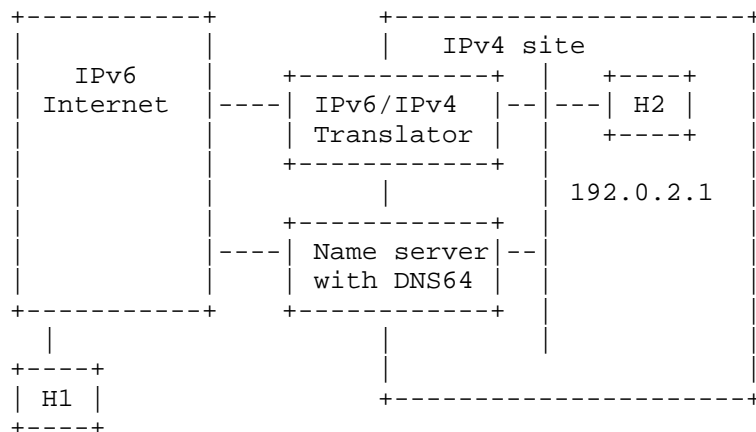 IPv4 site
IPv6
Internet
IPv6/IPv4
Translator
H2
192.0.2.1
Name server
with DNS64
H1